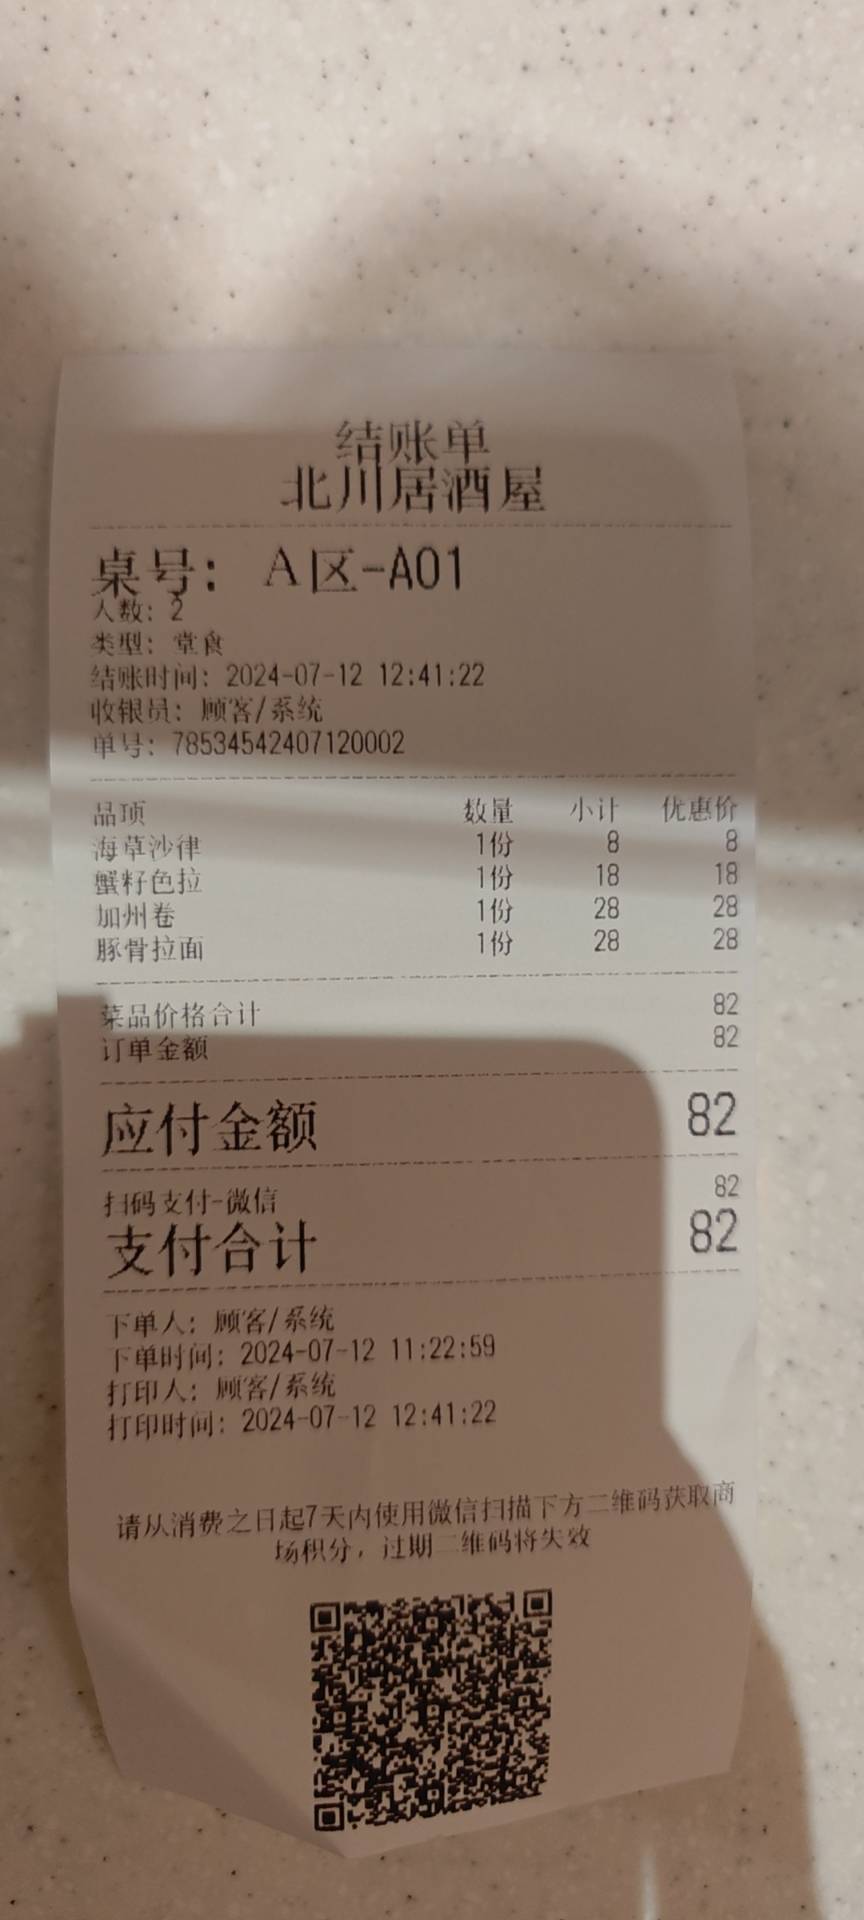 结账单
北川居酒屋
桌号: A区-A01
人数: 2
类型: 堂食
结账时间: 2024-07-12 12:41:22
收银员: 顾客/系统
单号: 78534542407120002
品项 数量 小计 优惠价
海草沙律 1份 8 8
蟹籽色拉 1份 18 18
加州卷 1份 28 28
豚骨拉面 1份 28 28
菜品价格合计 82
订单金额 82
应付金额 82
扫码支付-微信 82
支付合计 82
下单人: 顾客/系统
下单时间: 2024-07-12 11:22:59
打印人: 顾客/系统
打印时间: 2024-07-12 12:41:22
请从消费之日起7天内使用微信扫描下方二维码获取商
场积分，过期二维码将失效